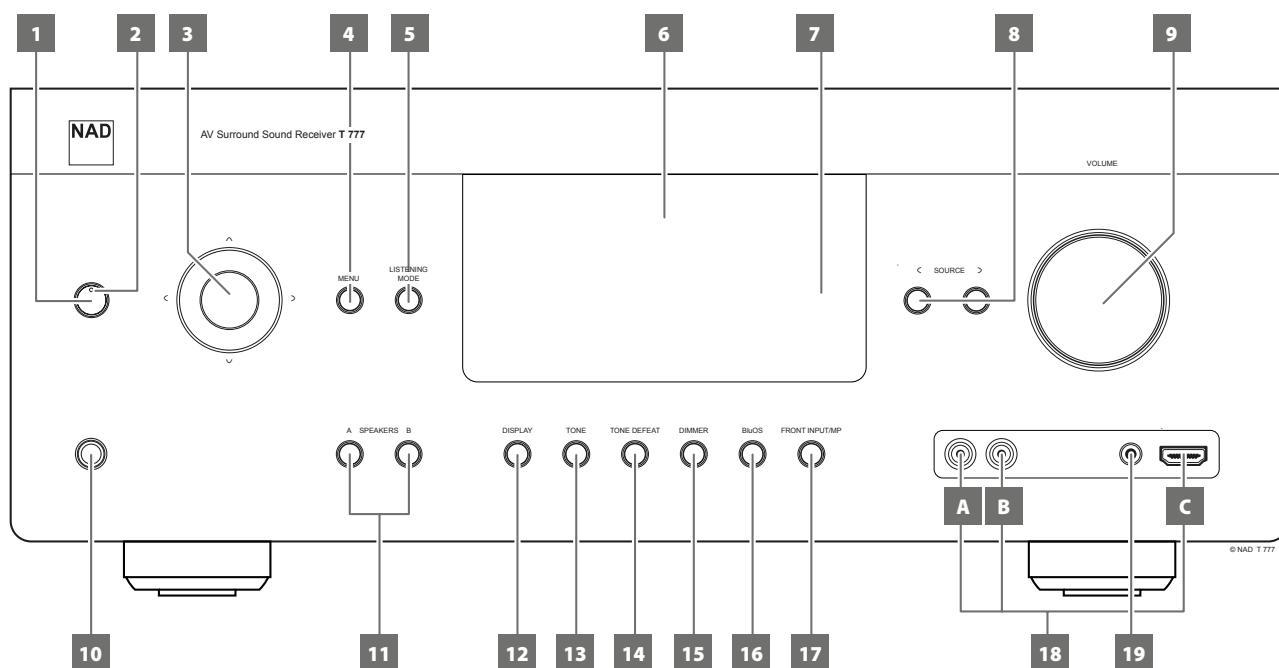 1 2 3 4 5 6 7 8 9
NAD
AV Surround Sound Receiver T 777
VOLUME
MENU
LISTENING
MODE
SOURCE
A SPEAKERS B
DISPLAY
TONE
TONE DEFEAT
DIMMER
BluOS
FRONT INPUT/MP
A B C
© NAD T 777
10 11 12 13 14 15 16 17 18 19